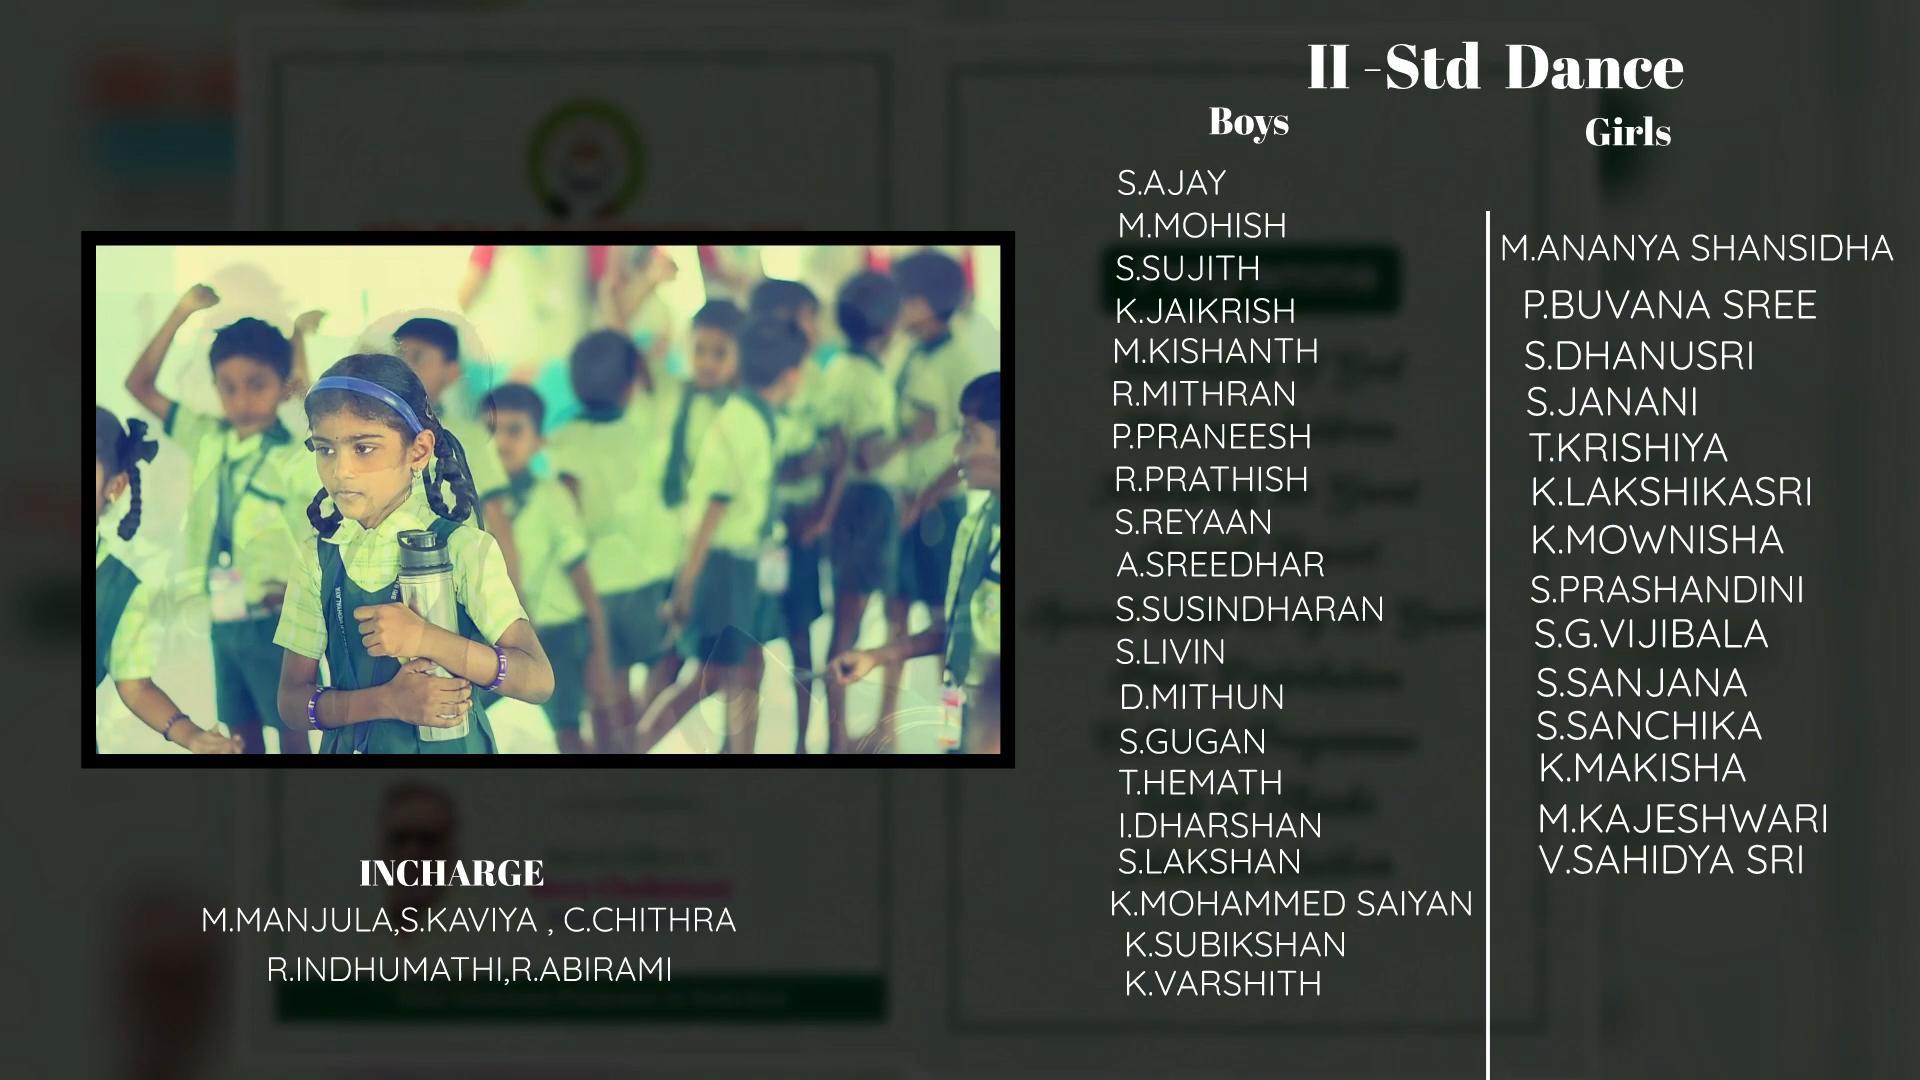 II -Std Dance
Boys
S.AJAY
M.MOHISH
S.SUJITH
K.JAIKRISH
M.KISHANTH
R.MITHRAN
P.PRANEESH
R.PRATHISH
S.REYAAN
A.SREEDHAR
S.SUSINDHARAN
S.LIVIN
D.MITHUN
S.GUGAN
T.HEMATH
I.DHARSHAN
S.LAKSHAN
K.MOHAMMED SAIYAN
K.SUBIKSHAN
K.VARSHITH
Girls
M.ANANYA SHANSIDHA
P.BUVANA SREE
S.DHANUSRI
S.JANANI
T.KRISHIYA
K.LAKSHIKASRI
K.MOWNISHA
S.PRASHANDINI
S.G.VIJIBALA
S.SANJANA
S.SANCHIKA
K.MAKISHA
M.KAJESHWARI
V.SAHIDYA SRI
INCHARGE
M.MANJULA,S.KAVIYA , C.CHITHRA
R.INDHUMATHI,R.ABIRAMI